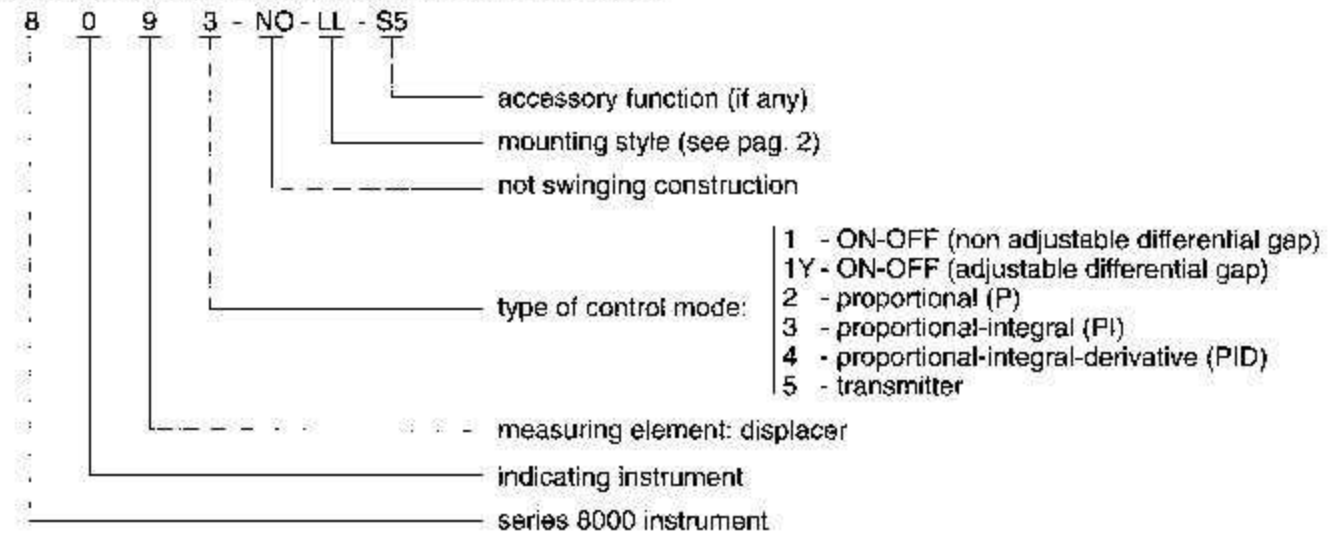 8 0 9 3 - NO - LL - S5
accessory function (if any)
mounting style (see pag. 2)
not swinging construction
type of control mode:
1 - ON-OFF (non adjustable differential gap)
1Y - ON-OFF (adjustable differential gap)
2 - proportional (P)
3 - proportional-integral (PI)
4 - proportional-integral-derivative (PID)
5 - transmitter
measuring element: displacer
indicating instrument
series 8000 instrument